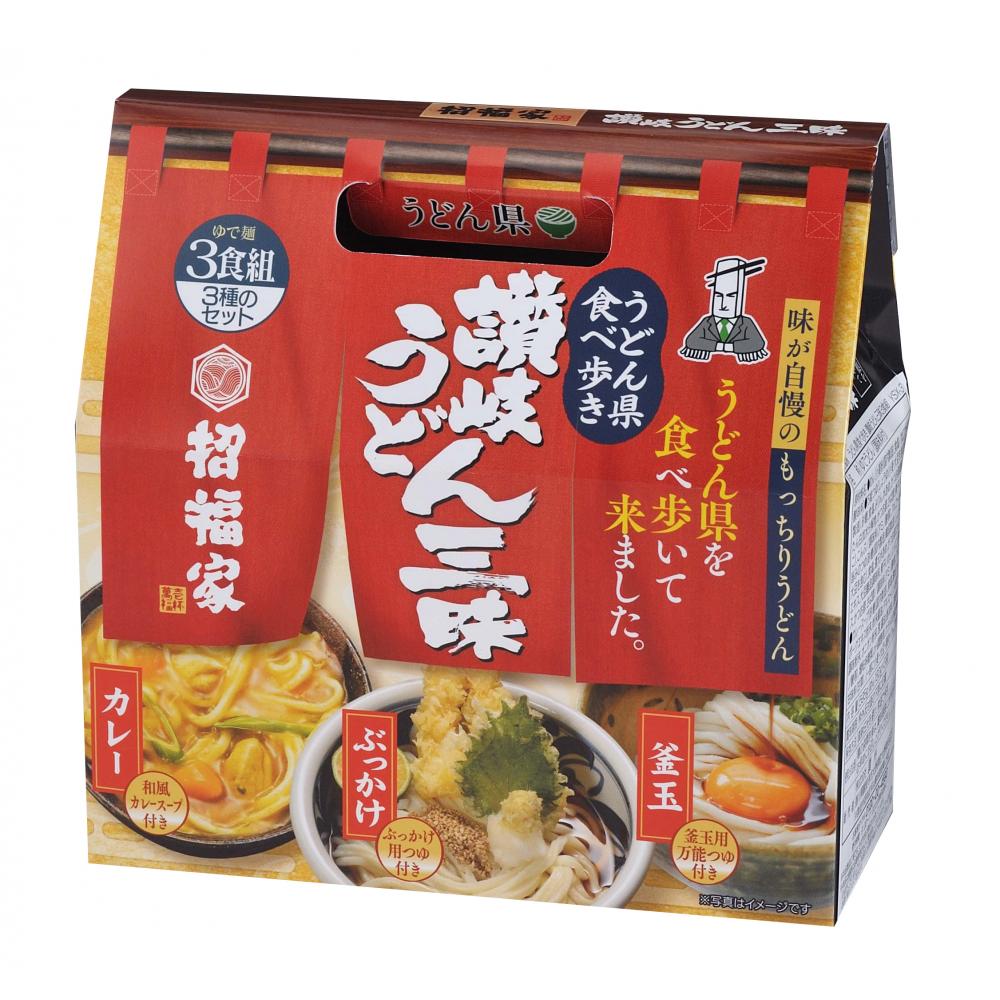 招福家
讃岐うどん三昧
うどん県
ゆで麺
3食組
3種の
セット
招福家
壱杯
萬福
讃岐
うどん三昧
うどん県
食べ歩き
味が自慢のもっちりうどん
うどん県を
食べ歩いて
来ました。
カレー
和風
カレースープ
付き
ぶっかけ
ぶっかけ
用つゆ
付き
釜玉
釜玉用
万能つゆ
付き
※写真はイメージです